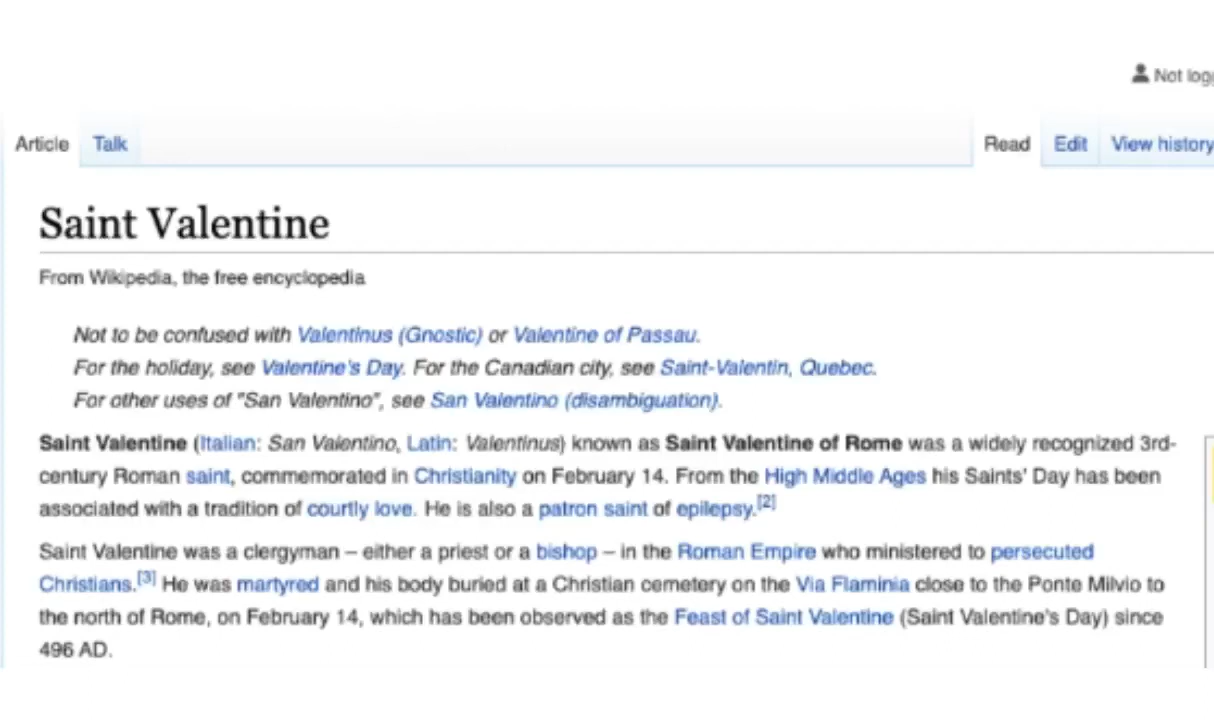 Not log
Article Talk Read Edit View history
Saint Valentine
From Wikipedia, the free encyclopedia
Not to be confused with Valentinus (Gnostic) or Valentine of Passau.
For the holiday, see Valentine's Day. For the Canadian city, see Saint-Valentin, Quebec.
For other uses of "San Valentino", see San Valentino (disambiguation).
Saint Valentine (Italian: San Valentino, Latin: Valentinus) known as Saint Valentine of Rome was a widely recognized 3rd-
century Roman saint, commemorated in Christianity on February 14. From the High Middle Ages his Saints' Day has been
associated with a tradition of courtly love. He is also a patron saint of epilepsy.[2]
Saint Valentine was a clergyman – either a priest or a bishop – in the Roman Empire who ministered to persecuted
Christians.[3] He was martyred and his body buried at a Christian cemetery on the Via Flaminia close to the Ponte Milvio to
the north of Rome, on February 14, which has been observed as the Feast of Saint Valentine (Saint Valentine's Day) since
496 AD.